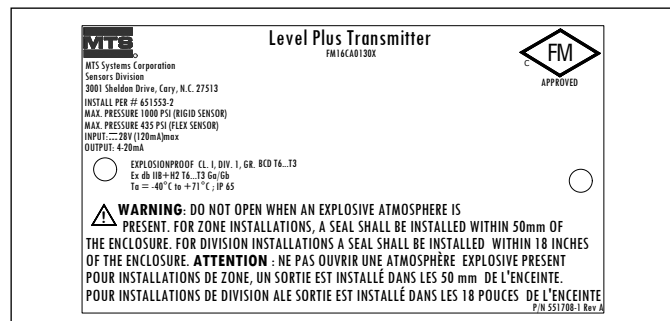 MTS
Level Plus Transmitter
FM16CA0130X
C FM
APPROVED
MTS Systems Corporation
Sensors Division
3001 Sheldon Drive, Cary, N.C. 27513
INSTALL PER # 651553-2
MAX. PRESSURE 1000 PSI (RIGID SENSOR)
MAX. PRESSURE 435 PSI (FLEX SENSOR)
INPUT: ⎓ 28V (120mA)max
OUTPUT: 4-20mA
EXPLOSIONPROOF CL. I, DIV. 1, GR. BCD T6...T3
Ex db IIB+H2 T6...T3 Ga/Gb
Ta = -40°C to +71°C ; IP 65
WARNING: DO NOT OPEN WHEN AN EXPLOSIVE ATMOSPHERE IS
PRESENT. FOR ZONE INSTALLATIONS, A SEAL SHALL BE INSTALLED WITHIN 50mm OF
THE ENCLOSURE. FOR DIVISION INSTALLATIONS A SEAL SHALL BE INSTALLED WITHIN 18 INCHES
OF THE ENCLOSURE. ATTENTION : NE PAS OUVRIR UNE ATMOSPHÈRE EXPLOSIVE PRESENT
POUR INSTALLATIONS DE ZONE, UN SORTIE EST INSTALLÉ DANS LES 50 mm DE L'ENCEINTE.
POUR INSTALLATIONS DE DIVISION ALE SORTIE EST INSTALLÉ DANS LES 18 POUCES DE L'ENCEINTE
P/N 551708-1 Rev A